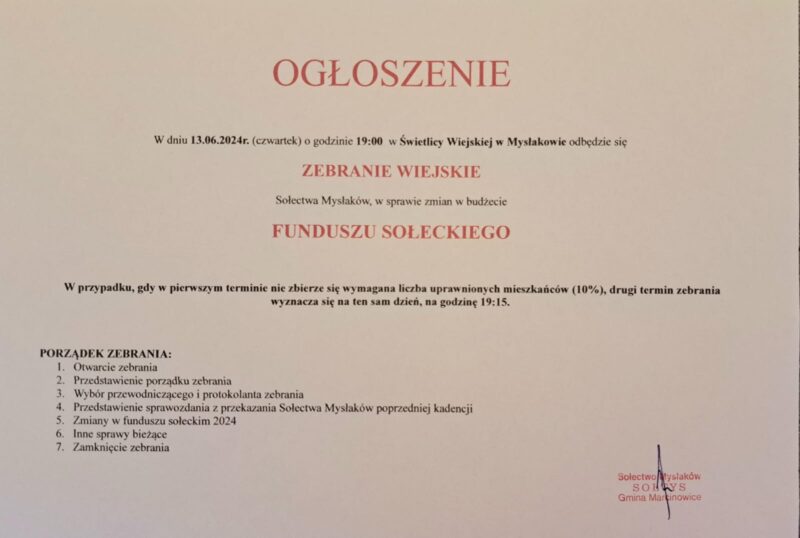 OGŁOSZENIE
W dniu 13.06.2024r. (czwartek) o godzinie 19:00 w Świetlicy Wiejskiej w Mysłakowie odbędzie się
ZEBRANIE WIEJSKIE
Sołectwa Mysłaków, w sprawie zmian w budżecie
FUNDUSZU SOŁECKIEGO
W przypadku, gdy w pierwszym terminie nie zbierze się wymagana liczba uprawnionych mieszkańców (10%), drugi termin zebrania
wyznacza się na ten sam dzień, na godzinę 19:15.
PORZĄDEK ZEBRANIA:
1. Otwarcie zebrania
2. Przedstawienie porządku zebrania
3. Wybór przewodniczącego i protokolanta zebrania
4. Przedstawienie sprawozdania z przekazania Sołectwa Mysłaków poprzedniej kadencji
5. Zmiany w funduszu sołeckim 2024
6. Inne sprawy bieżące
7. Zamknięcie zebrania
Sołectwo Mysłaków
SOŁTYS
Gmina Marcinowice